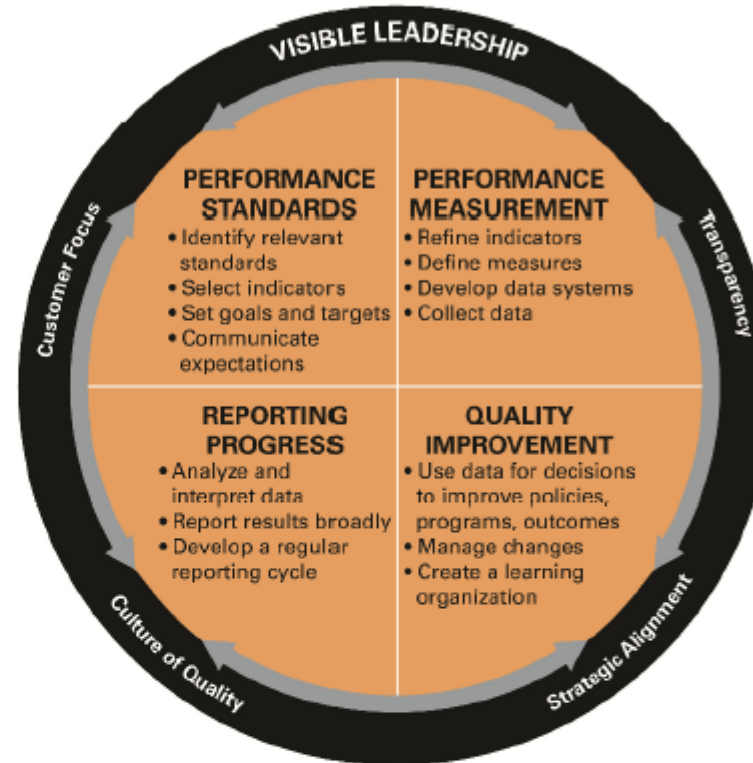 VISIBLE LEADERSHIP
Customer Focus
Transparency
PERFORMANCE
STANDARDS
• Identify relevant
standards
• Select indicators
• Set goals and targets
• Communicate
expectations
PERFORMANCE
MEASUREMENT
• Refine indicators
• Define measures
• Develop data systems
• Collect data
REPORTING
PROGRESS
• Analyze and
interpret data
• Report results broadly
• Develop a regular
reporting cycle
QUALITY
IMPROVEMENT
• Use data for decisions
to improve policies,
programs, outcomes
• Manage changes
• Create a learning
organization
Culture of Quality
Strategic Alignment